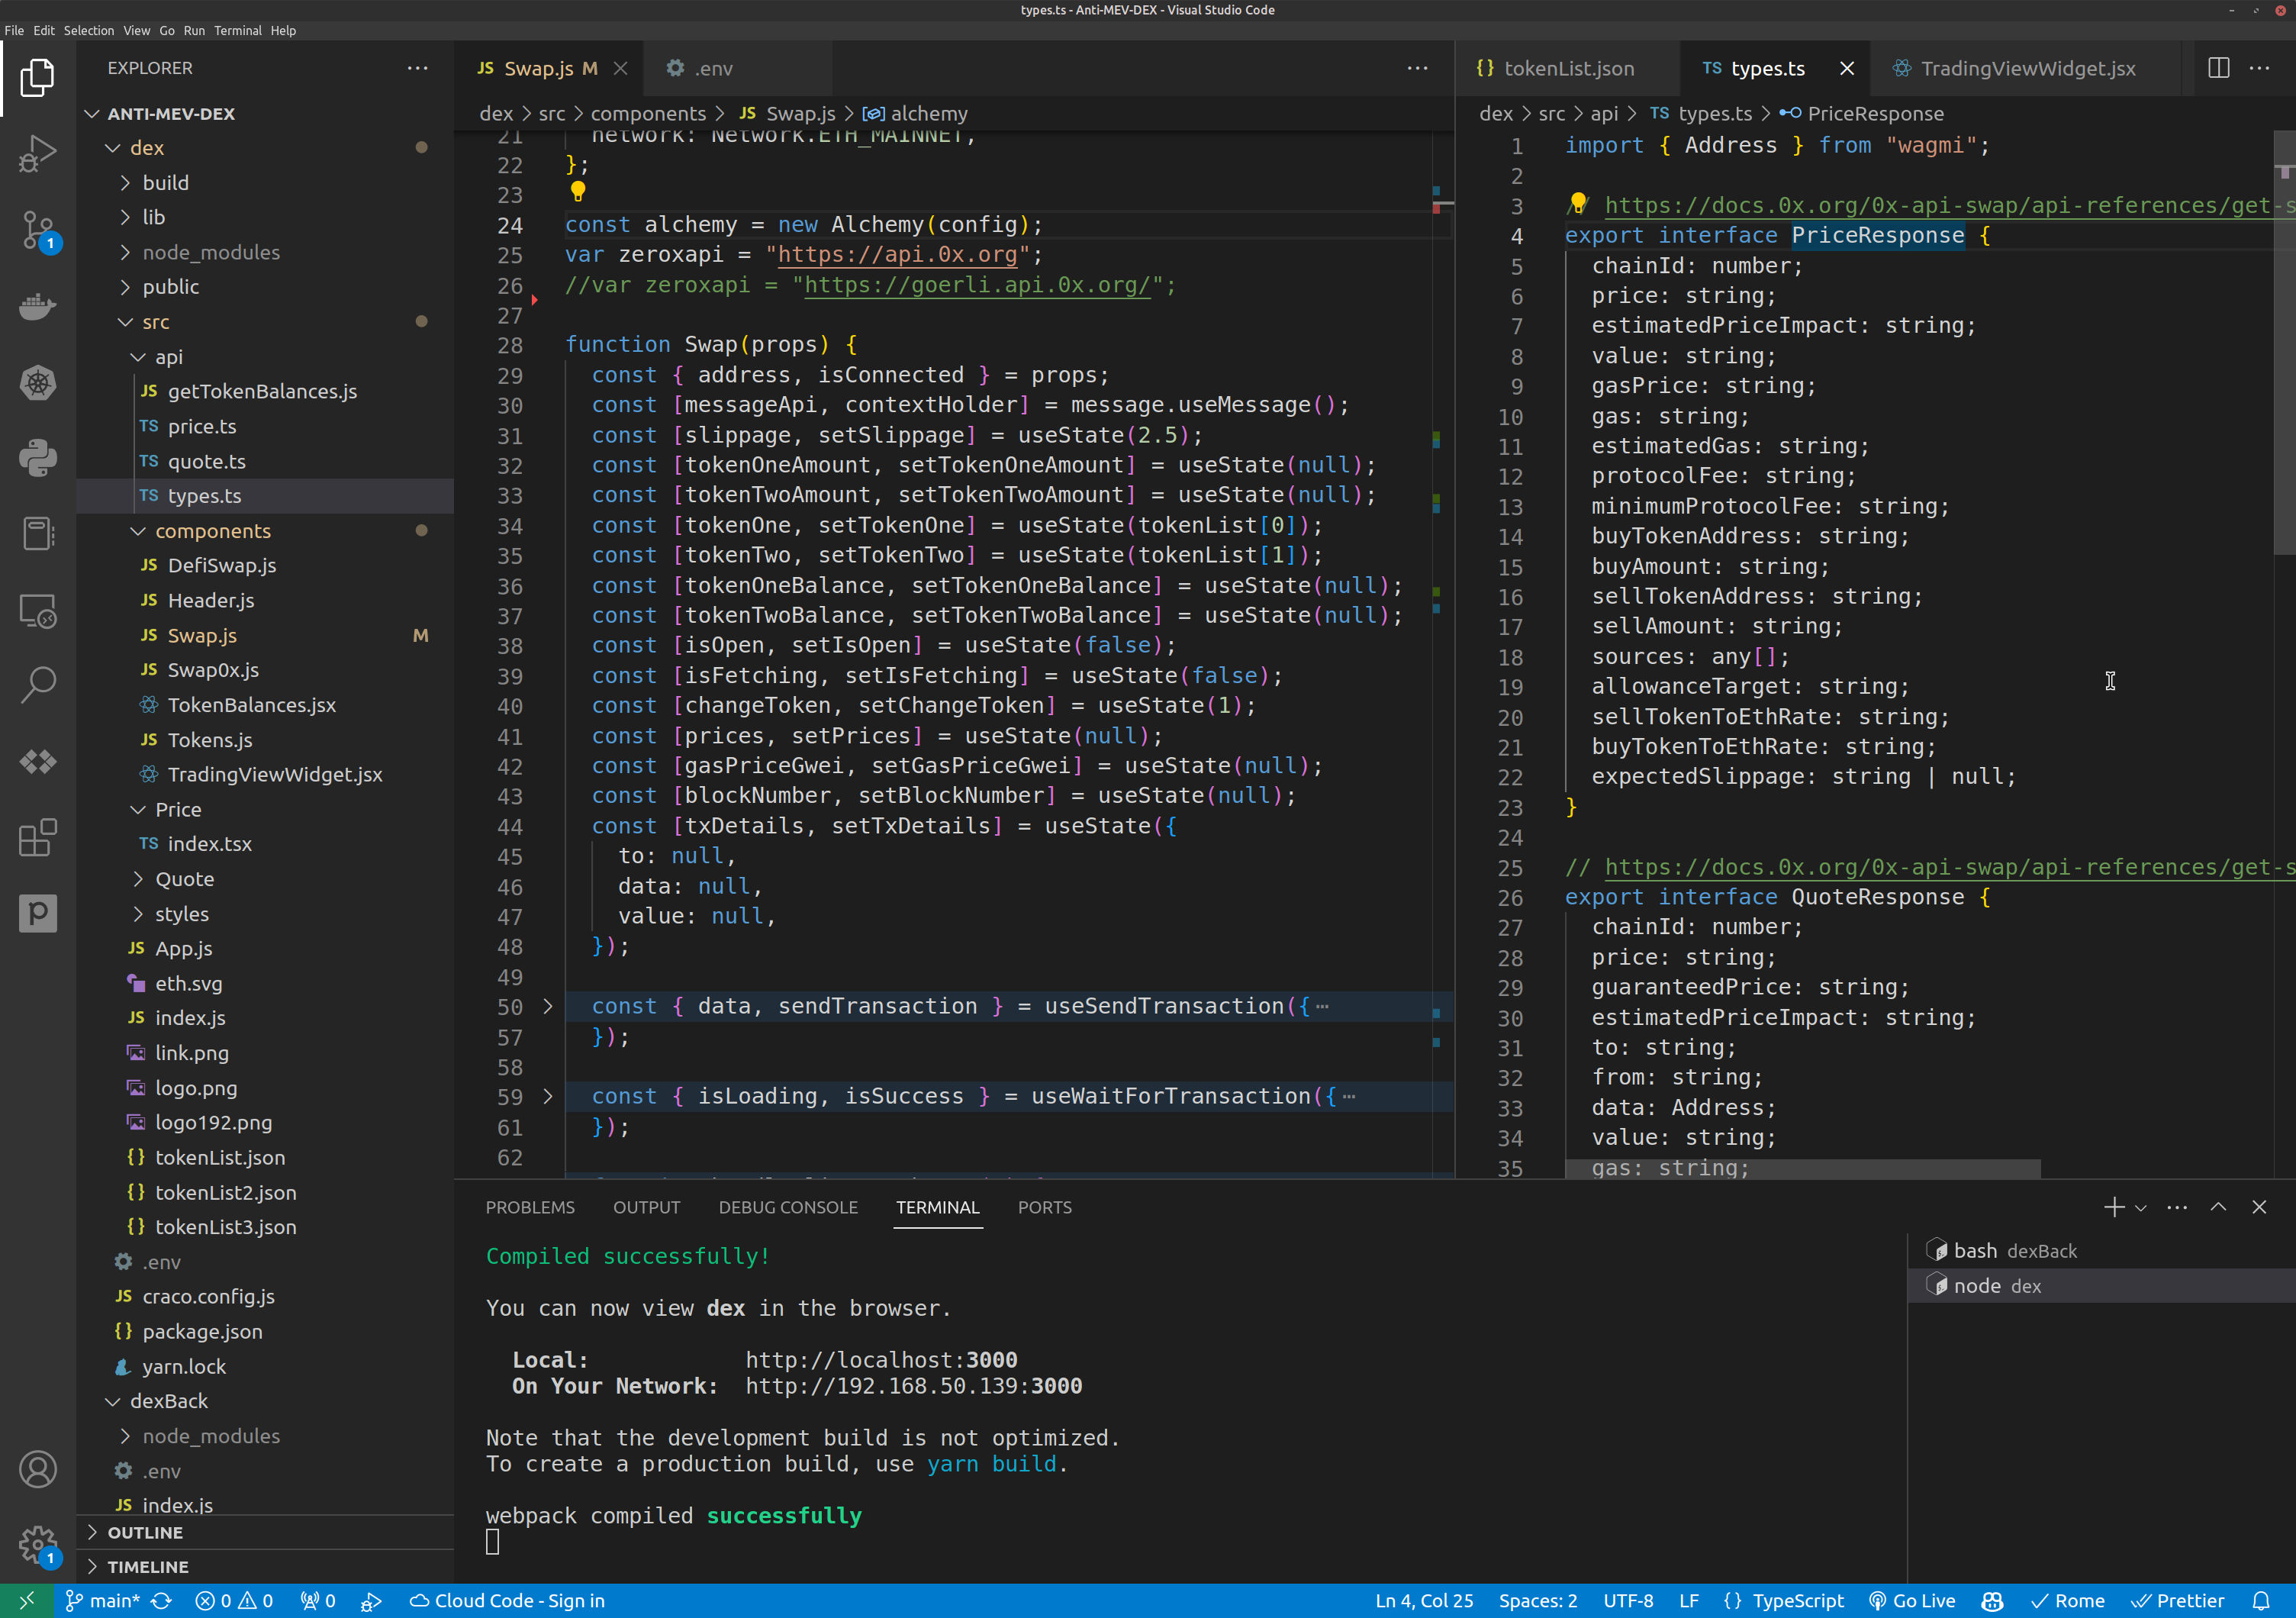 types.ts - Anti-MEV-DEX - Visual Studio Code
File Edit Selection View Go Run Terminal Help
EXPLORER
ANTI-MEV-DEX
dex
build
lib
node_modules
public
src
api
JS getTokenBalances.js
TS price.ts
TS quote.ts
TS types.ts
components
JS DefiSwap.js
JS Header.js
JS Swap.js M
JS Swap0x.js
TokenBalances.jsx
JS Tokens.js
TradingViewWidget.jsx
Price
TS index.tsx
Quote
styles
JS App.js
eth.svg
JS index.js
link.png
logo.png
logo192.png
{} tokenList.json
{} tokenList2.json
{} tokenList3.json
.env
JS craco.config.js
{} package.json
yarn.lock
dexBack
node_modules
.env
JS index.js
OUTLINE
TIMELINE
1
1
JS Swap.js M
.env
dex > src > components > JS Swap.js > alchemy
21 network: Network.ETH_MAINNET,
22 };
23
24 const alchemy = new Alchemy(config);
25 var zeroxapi = "https://api.0x.org";
26 //var zeroxapi = "https://goerli.api.0x.org/";
27
28 function Swap(props) {
29 const { address, isConnected } = props;
30 const [messageApi, contextHolder] = message.useMessage();
31 const [slippage, setSlippage] = useState(2.5);
32 const [tokenOneAmount, setTokenOneAmount] = useState(null);
33 const [tokenTwoAmount, setTokenTwoAmount] = useState(null);
34 const [tokenOne, setTokenOne] = useState(tokenList[0]);
35 const [tokenTwo, setTokenTwo] = useState(tokenList[1]);
36 const [tokenOneBalance, setTokenOneBalance] = useState(null);
37 const [tokenTwoBalance, setTokenTwoBalance] = useState(null);
38 const [isOpen, setIsOpen] = useState(false);
39 const [isFetching, setIsFetching] = useState(false);
40 const [changeToken, setChangeToken] = useState(1);
41 const [prices, setPrices] = useState(null);
42 const [gasPriceGwei, setGasPriceGwei] = useState(null);
43 const [blockNumber, setBlockNumber] = useState(null);
44 const [txDetails, setTxDetails] = useState({
45 to: null,
46 data: null,
47 value: null,
48 });
49
50 const { data, sendTransaction } = useSendTransaction({⋯
57 });
58
59 const { isLoading, isSuccess } = useWaitForTransaction({⋯
61 });
62
{} tokenList.json
TS types.ts
TradingViewWidget.jsx
dex > src > api > TS types.ts > PriceResponse
1 import { Address } from "wagmi";
2
3 // https://docs.0x.org/0x-api-swap/api-references/get-s
4 export interface PriceResponse {
5 chainId: number;
6 price: string;
7 estimatedPriceImpact: string;
8 value: string;
9 gasPrice: string;
10 gas: string;
11 estimatedGas: string;
12 protocolFee: string;
13 minimumProtocolFee: string;
14 buyTokenAddress: string;
15 buyAmount: string;
16 sellTokenAddress: string;
17 sellAmount: string;
18 sources: any[];
19 allowanceTarget: string;
20 sellTokenToEthRate: string;
21 buyTokenToEthRate: string;
22 expectedSlippage: string | null;
23 }
24
25 // https://docs.0x.org/0x-api-swap/api-references/get-s
26 export interface QuoteResponse {
27 chainId: number;
28 price: string;
29 guaranteedPrice: string;
30 estimatedPriceImpact: string;
31 to: string;
32 from: string;
33 data: Address;
34 value: string;
35 gas: string;
PROBLEMS OUTPUT DEBUG CONSOLE TERMINAL PORTS
Compiled successfully!
You can now view dex in the browser.
Local: http://localhost:3000
On Your Network: http://192.168.50.139:3000
Note that the development build is not optimized.
To create a production build, use yarn build.
webpack compiled successfully
bash dexBack
node dex
main* 0 0 0 Cloud Code - Sign in Ln 4, Col 25 Spaces: 2 UTF-8 LF {} TypeScript Go Live Rome Prettier